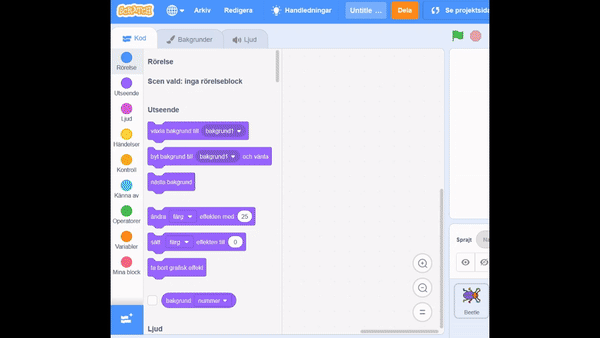 SCRATCH Arkiv Redigera Handledningar Untitle ... Dela Se projektsida
Kod Bakgrunder Ljud
Rörelse
Utseende
Ljud
Händelser
Kontroll
Känna av
Operatorer
Variabler
Mina block
Rörelse
Scen vald: inga rörelseblock
Utseende
växla bakgrund till bakgrund1
byt bakgrund till bakgrund1 och vänta
nästa bakgrund
ändra färg effekten med 25
sätt färg effekten till 0
ta bort grafisk effekt
bakgrund nummer
Ljud
Sprajt
Beetle